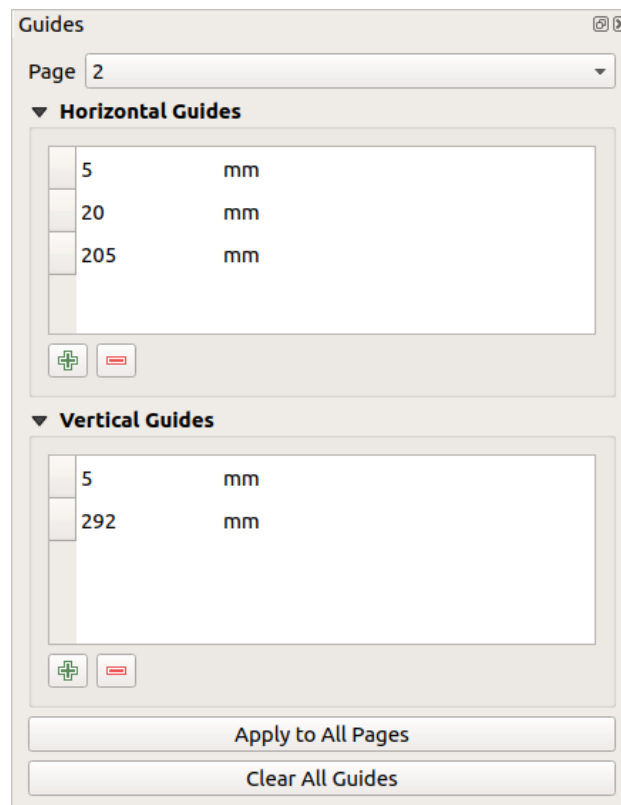 Guides
Page 2
Horizontal Guides
5 mm
20 mm
205 mm
Vertical Guides
5 mm
292 mm
Apply to All Pages
Clear All Guides